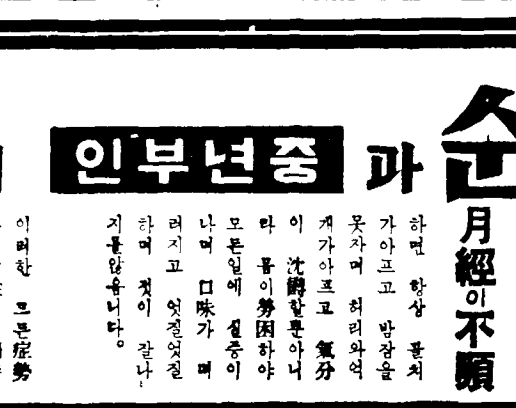 과 중년부인
月經이不順
하면 항상 골치
가아프고 밤잠을
못자며 허리와억
개가아프고 氣分
이 沈鬱할뿐아니
라 몸이勞困하야
모든일에 실증이
나며 口味가 떠
러지고 엇질엇질
하며 젓이 잘나
지를않음니다。
이러한 모든症勢